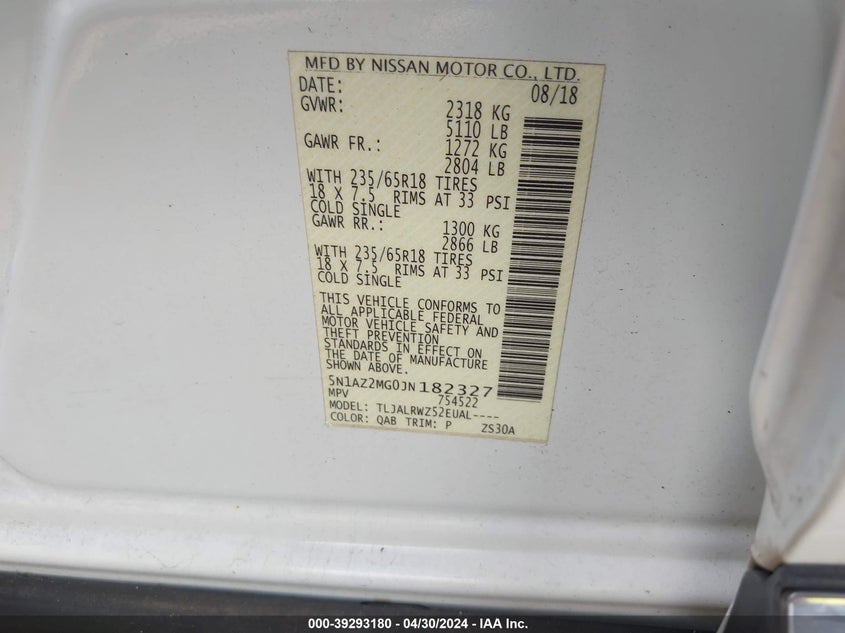 MFD BY NISSAN MOTOR CO., LTD.
DATE: 08/18
GVWR: 2318 KG
5110 LB
GAWR FR.: 1272 KG
2804 LB
WITH 235/65R18 TIRES
18 X 7.5 RIMS AT 33 PSI
COLD SINGLE
GAWR RR.: 1300 KG
2866 LB
WITH 235/65R18 TIRES
18 X 7.5 RIMS AT 33 PSI
COLD SINGLE
THIS VEHICLE CONFORMS TO
ALL APPLICABLE FEDERAL
MOTOR VEHICLE SAFETY AND
THEFT PREVENTION
STANDARDS IN EFFECT ON
THE DATE OF MANUFACTURE
SHOWN ABOVE.
5N1AZ2MG0JN182327
MPV 754522
MODEL: TLJALRWZ52EUAL----
COLOR: QAB TRIM: P ZS30A
000-39293180 - 04/30/2024 - IAA Inc.